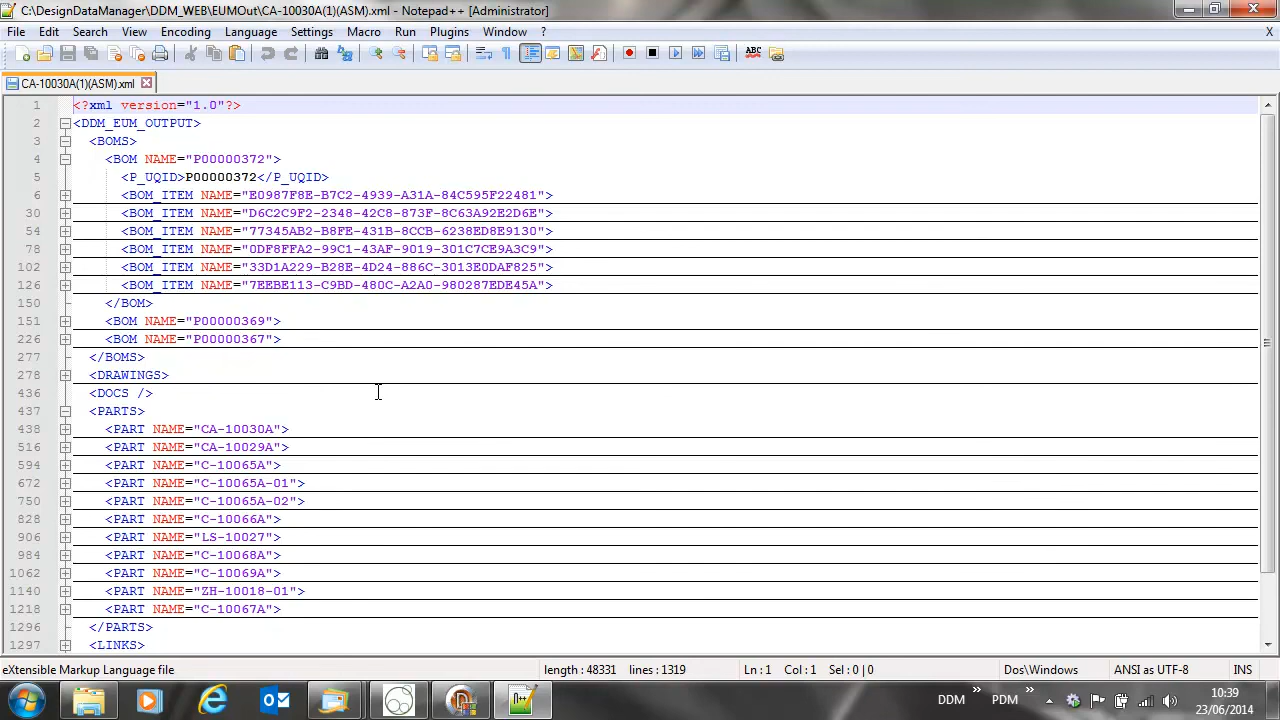 C:\DesignDataManager\DDM_WEB\EUMOut\CA-10030A(1)(ASM).xml - Notepad++ [Administrator]
File Edit Search View Encoding Language Settings Macro Run Plugins Window ? X
ABC
CA-10030A(1)(ASM).xml
1 <?xml version="1.0"?>
2 <DDM_EUM_OUTPUT>
3 <BOMS>
4 <BOM NAME="P00000372">
5 <P_UQID>P00000372</P_UQID>
6 <BOM_ITEM NAME="E0987F8E-B7C2-4939-A31A-84C595F22481">
30 <BOM_ITEM NAME="D6C2C9F2-2348-42C8-873F-8C63A92E2D6E">
54 <BOM_ITEM NAME="77345AB2-B8FE-431B-8CCB-6238ED8E9130">
78 <BOM_ITEM NAME="0DF8FFA2-99C1-43AF-9019-301C7CE9A3C9">
102 <BOM_ITEM NAME="33D1A229-B28E-4D24-886C-3013E0DAF825">
126 <BOM_ITEM NAME="7EEBE113-C9BD-480C-A2A0-980287EDE45A">
150 </BOM>
151 <BOM NAME="P00000369">
226 <BOM NAME="P00000367">
277 </BOMS>
278 <DRAWINGS>
436 <DOCS />
437 <PARTS>
438 <PART NAME="CA-10030A">
516 <PART NAME="CA-10029A">
594 <PART NAME="C-10065A">
672 <PART NAME="C-10065A-01">
750 <PART NAME="C-10065A-02">
828 <PART NAME="C-10066A">
906 <PART NAME="LS-10027">
984 <PART NAME="C-10068A">
1062 <PART NAME="C-10069A">
1140 <PART NAME="ZH-10018-01">
1218 <PART NAME="C-10067A">
1296 </PARTS>
1297 <LINKS>
eXtensible Markup Language file length : 48331 lines : 1319 Ln : 1 Col : 1 Sel : 0 | 0 Dos\Windows ANSI as UTF-8 INS
DDM » PDM » 10:39
23/06/2014